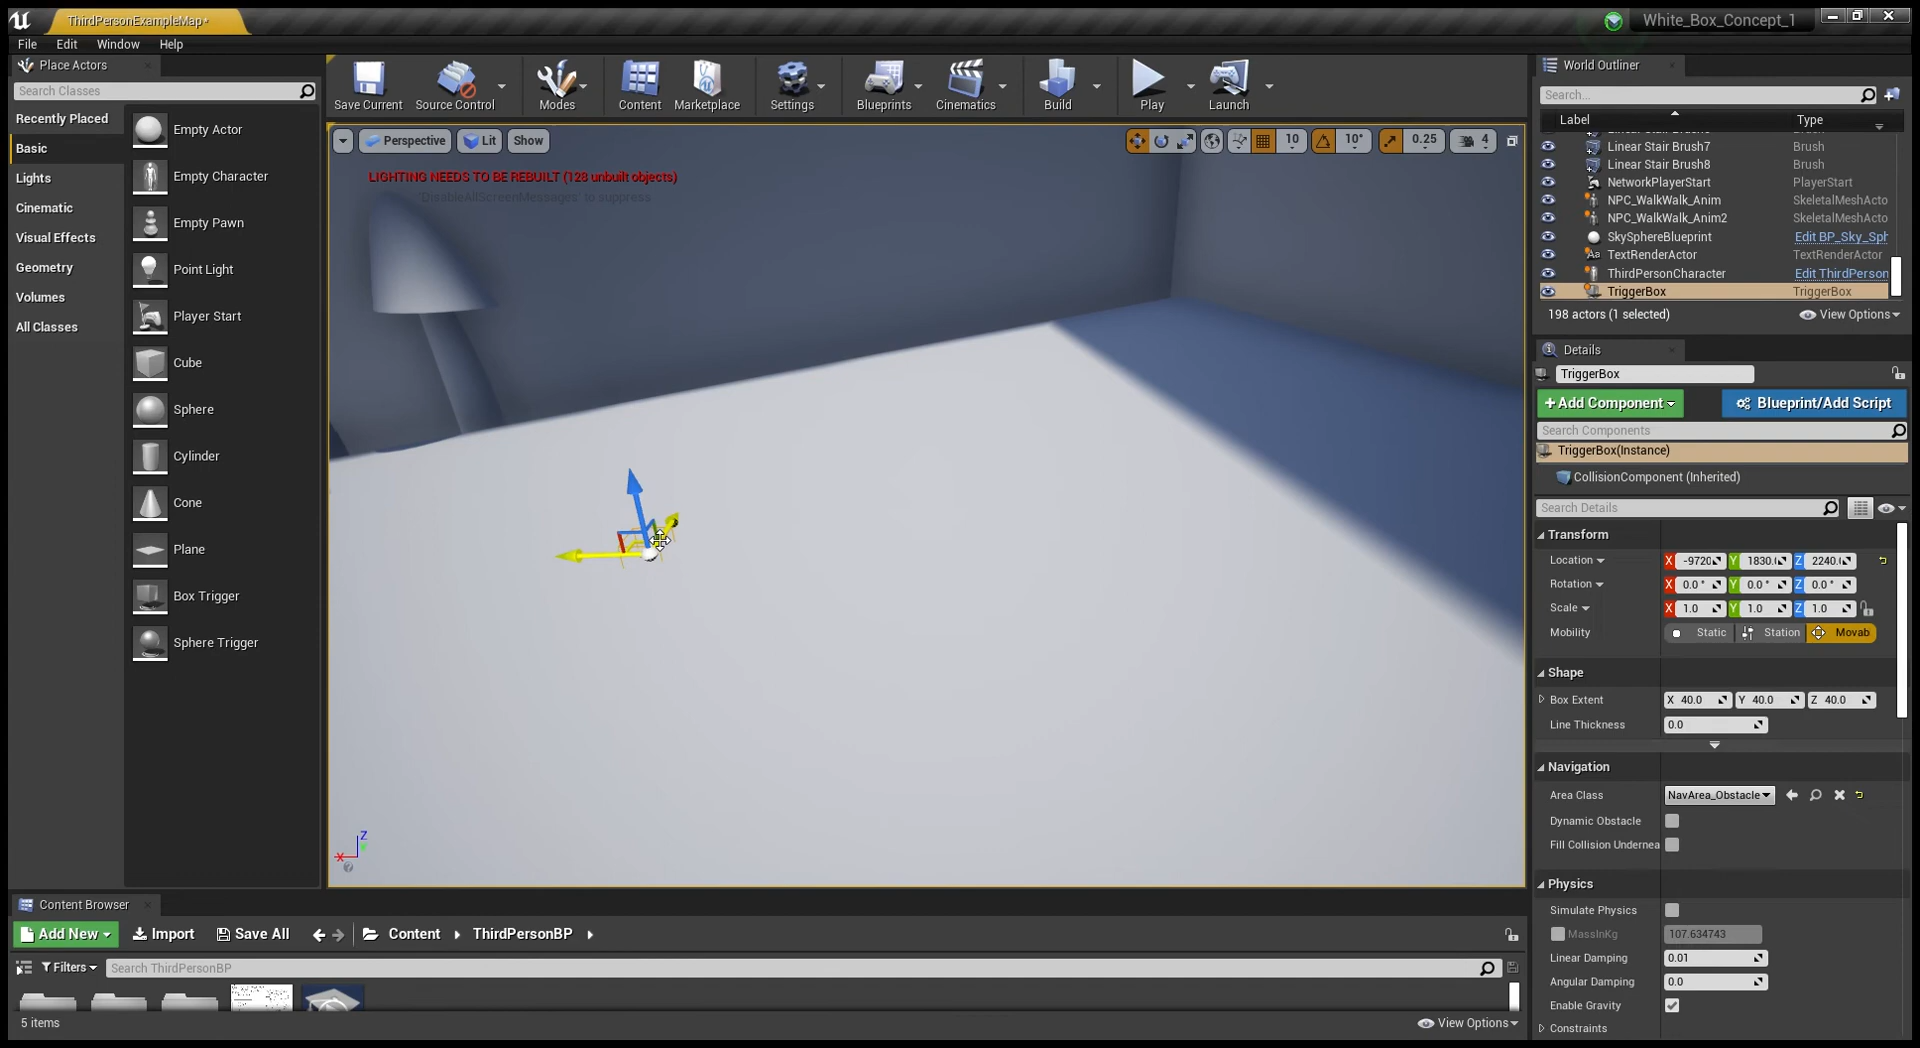 ThirdPersonExampleMap*
White_Box_Concept_1
File Edit Window Help
Place Actors
Search Classes
Recently Placed
Basic
Lights
Cinematic
Visual Effects
Geometry
Volumes
All Classes
Empty Actor
Empty Character
Empty Pawn
Point Light
Player Start
Cube
Sphere
Cylinder
Cone
Plane
Box Trigger
Sphere Trigger
Save Current Source Control Modes Content Marketplace Settings Blueprints Cinematics Build Play Launch
Perspective Lit Show
10 10° 0.25 4
LIGHTING NEEDS TO BE REBUILT (128 unbuilt objects)
'DisableAllScreenMessages' to suppress
Z
X
World Outliner
Search...
Label Type
Linear Stair Brush7 Brush
Linear Stair Brush8 Brush
NetworkPlayerStart PlayerStart
NPC_WalkWalk_Anim SkeletalMeshActo
NPC_WalkWalk_Anim2 SkeletalMeshActo
SkySphereBlueprint Edit BP_Sky_Sph
TextRenderActor TextRenderActor
ThirdPersonCharacter Edit ThirdPerson
TriggerBox TriggerBox
198 actors (1 selected) View Options
Details
TriggerBox
+Add Component Blueprint/Add Script
Search Components
TriggerBox(Instance)
CollisionComponent (Inherited)
Search Details
Transform
Location X -9720 Y 1830.( Z 2240.(
Rotation X 0.0 ° Y 0.0 ° Z 0.0 °
Scale X 1.0 Y 1.0 Z 1.0
Mobility Static Station Movab
Shape
Box Extent X 40.0 Y 40.0 Z 40.0
Line Thickness 0.0
Navigation
Area Class NavArea_Obstacle
Dynamic Obstacle
Fill Collision Undernea
Physics
Simulate Physics
MassInKg 107.634743
Linear Damping 0.01
Angular Damping 0.0
Enable Gravity
Constraints
Content Browser
Add New Import Save All Content ThirdPersonBP
Filters Search ThirdPersonBP
5 items View Options